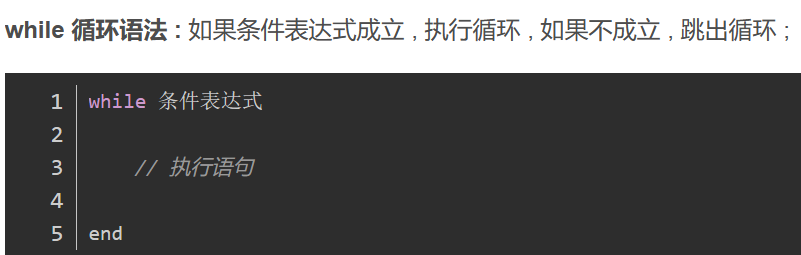 while 循环语法 : 如果条件表达式成立 , 执行循环 , 如果不成立 , 跳出循环 ;
1 while 条件表达式
2
3 // 执行语句
4
5 end